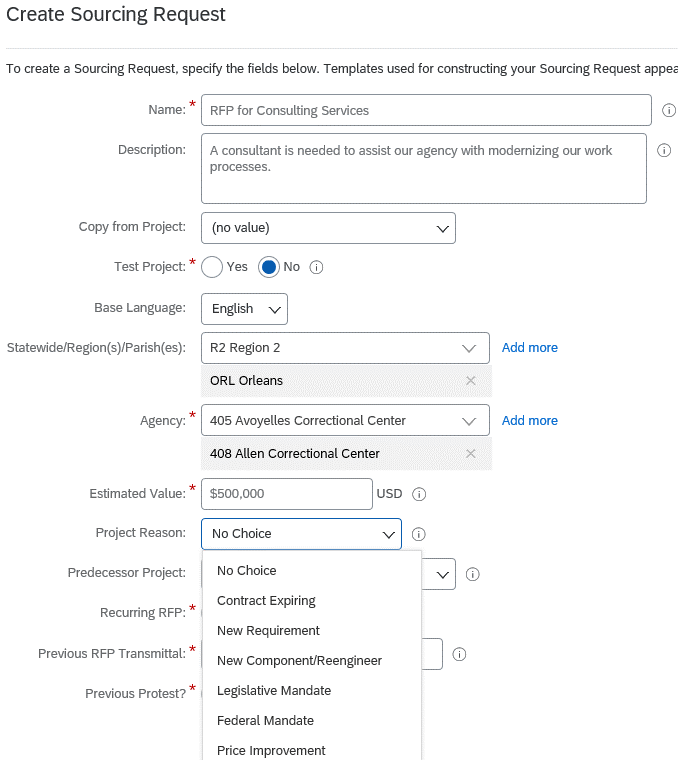 Create Sourcing Request
To create a Sourcing Request, specify the fields below. Templates used for constructing your Sourcing Request appea
Name: * RFP for Consulting Services
Description: A consultant is needed to assist our agency with modernizing our work
processes.
Copy from Project: (no value)
Test Project: * Yes No
Base Language: English
Statewide/Region(s)/Parish(es): R2 Region 2 Add more
ORL Orleans
Agency: * 405 Avoyelles Correctional Center Add more
408 Allen Correctional Center
Estimated Value: * $500,000 USD
Project Reason: No Choice
Predecessor Project: No Choice
Contract Expiring
Recurring RFP: *
New Requirement
Previous RFP Transmittal: * New Component/Reengineer
Previous Protest? * Legislative Mandate
Federal Mandate
Price Improvement